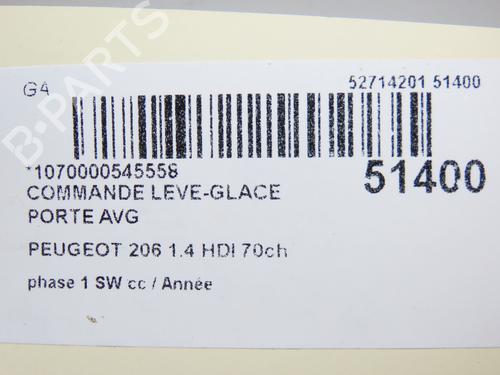 G4
52714201 51400
*1070000545558
51400
COMMANDE LEVE-GLACE
PORTE AVG
PEUGEOT 206 1.4 HDI 70ch
phase 1 SW cc / Année
B-PARTS